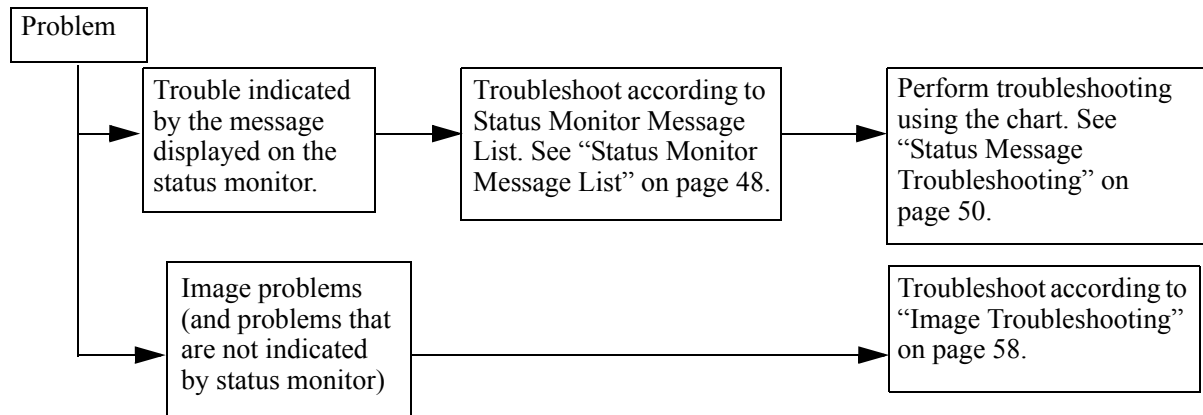 Problem
Trouble indicated
by the message
displayed on the
status monitor.
Troubleshoot according to
Status Monitor Message
List. See “Status Monitor
Message List” on page 48.
Perform troubleshooting
using the chart. See
“Status Message
Troubleshooting” on
page 50.
Image problems
(and problems that
are not indicated
by status monitor)
Troubleshoot according to
“Image Troubleshooting”
on page 58.